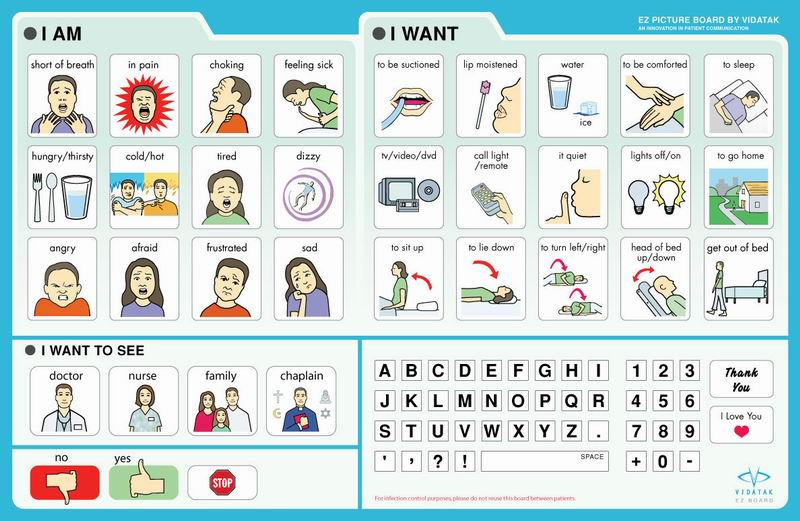 I AM
short of breath
in pain
choking
feeling sick
hungry/thirsty
cold/hot
tired
dizzy
angry
afraid
frustrated
sad
I WANT
EZ PICTURE BOARD BY VIDATAK
AN INNOVATION IN PATIENT COMMUNICATION
to be suctioned
lip moistened
water
ice
to be comforted
to sleep
tv/video/dvd
call light
/remote
it quiet
lights off/on
to go home
to sit up
to lie down
to turn left/right
head of bed
up/down
get out of bed
I WANT TO SEE
doctor
nurse
family
chaplain
no
yes
STOP
A B C D E F G H I
J K L M N O P Q R
S T U V W X Y Z .
' , ? ! SPACE
1 2 3
4 5 6
7 8 9
+ 0 -
Thank
You
I Love You
For infection control purposes, please do not reuse this board between patients.
VIDATAK
EZ BOARD